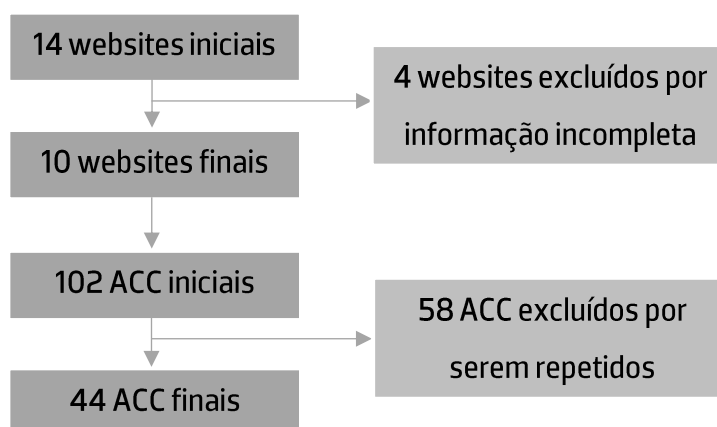 14 websites iniciais
4 websites excluídos por
informação incompleta
10 websites finais
102 ACC iniciais
58 ACC excluídos por
serem repetidos
44 ACC finais